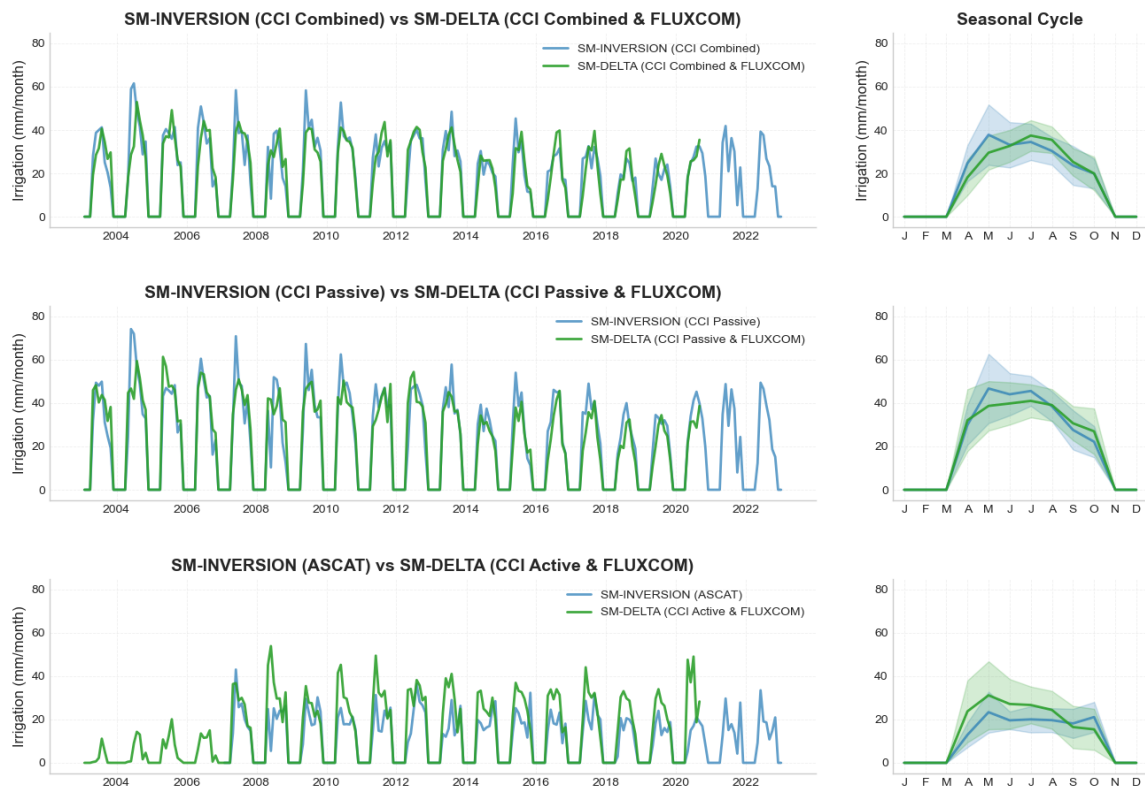 SM-INVERSION (CCI Combined) vs SM-DELTA (CCI Combined & FLUXCOM)
Seasonal Cycle
Irrigation (mm/month)
80
60
40
20
0
SM-INVERSION (CCI Combined)
SM-DELTA (CCI Combined & FLUXCOM)
2004 2006 2008 2010 2012 2014 2016 2018 2020 2022
Irrigation (mm/month)
80
60
40
20
0
J F M A M J J A S O N D
SM-INVERSION (CCI Passive) vs SM-DELTA (CCI Passive & FLUXCOM)
Irrigation (mm/month)
80
60
40
20
0
SM-INVERSION (CCI Passive)
SM-DELTA (CCI Passive & FLUXCOM)
2004 2006 2008 2010 2012 2014 2016 2018 2020 2022
Irrigation (mm/month)
80
60
40
20
0
J F M A M J J A S O N D
SM-INVERSION (ASCAT) vs SM-DELTA (CCI Active & FLUXCOM)
Irrigation (mm/month)
80
60
40
20
0
SM-INVERSION (ASCAT)
SM-DELTA (CCI Active & FLUXCOM)
2004 2006 2008 2010 2012 2014 2016 2018 2020 2022
Irrigation (mm/month)
80
60
40
20
0
J F M A M J J A S O N D